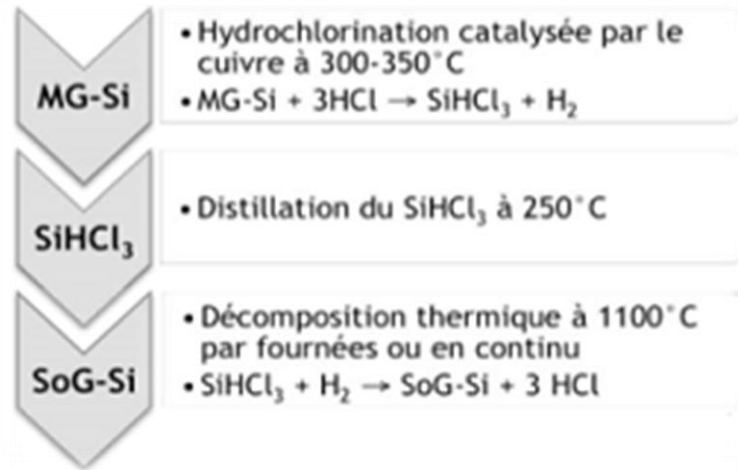 MG-Si
• Hydrochlorination catalysée par le
cuivre à 300-350°C
• MG-Si + 3HCl → SiHCl₃ + H₂
SiHCl₃
• Distillation du SiHCl₃ à 250°C
SoG-Si
• Décomposition thermique à 1100°C
par fournées ou en continu
• SiHCl₃ + H₂ → SoG-Si + 3 HCl